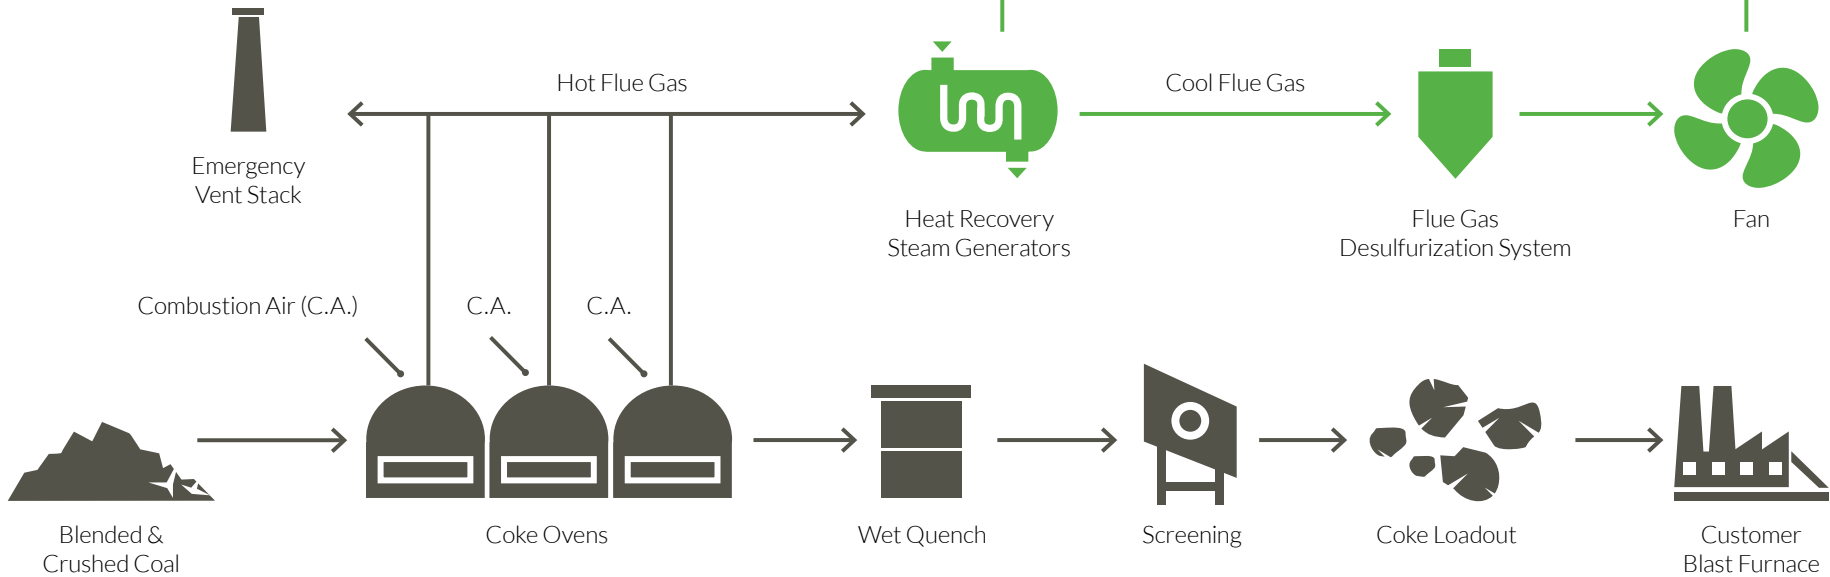 Hot Flue Gas
Cool Flue Gas
Emergency
Vent Stack
Heat Recovery
Steam Generators
Flue Gas
Desulfurization System
Fan
Combustion Air (C.A.)
C.A.
C.A.
Blended &
Crushed Coal
Coke Ovens
Wet Quench
Screening
Coke Loadout
Customer
Blast Furnace